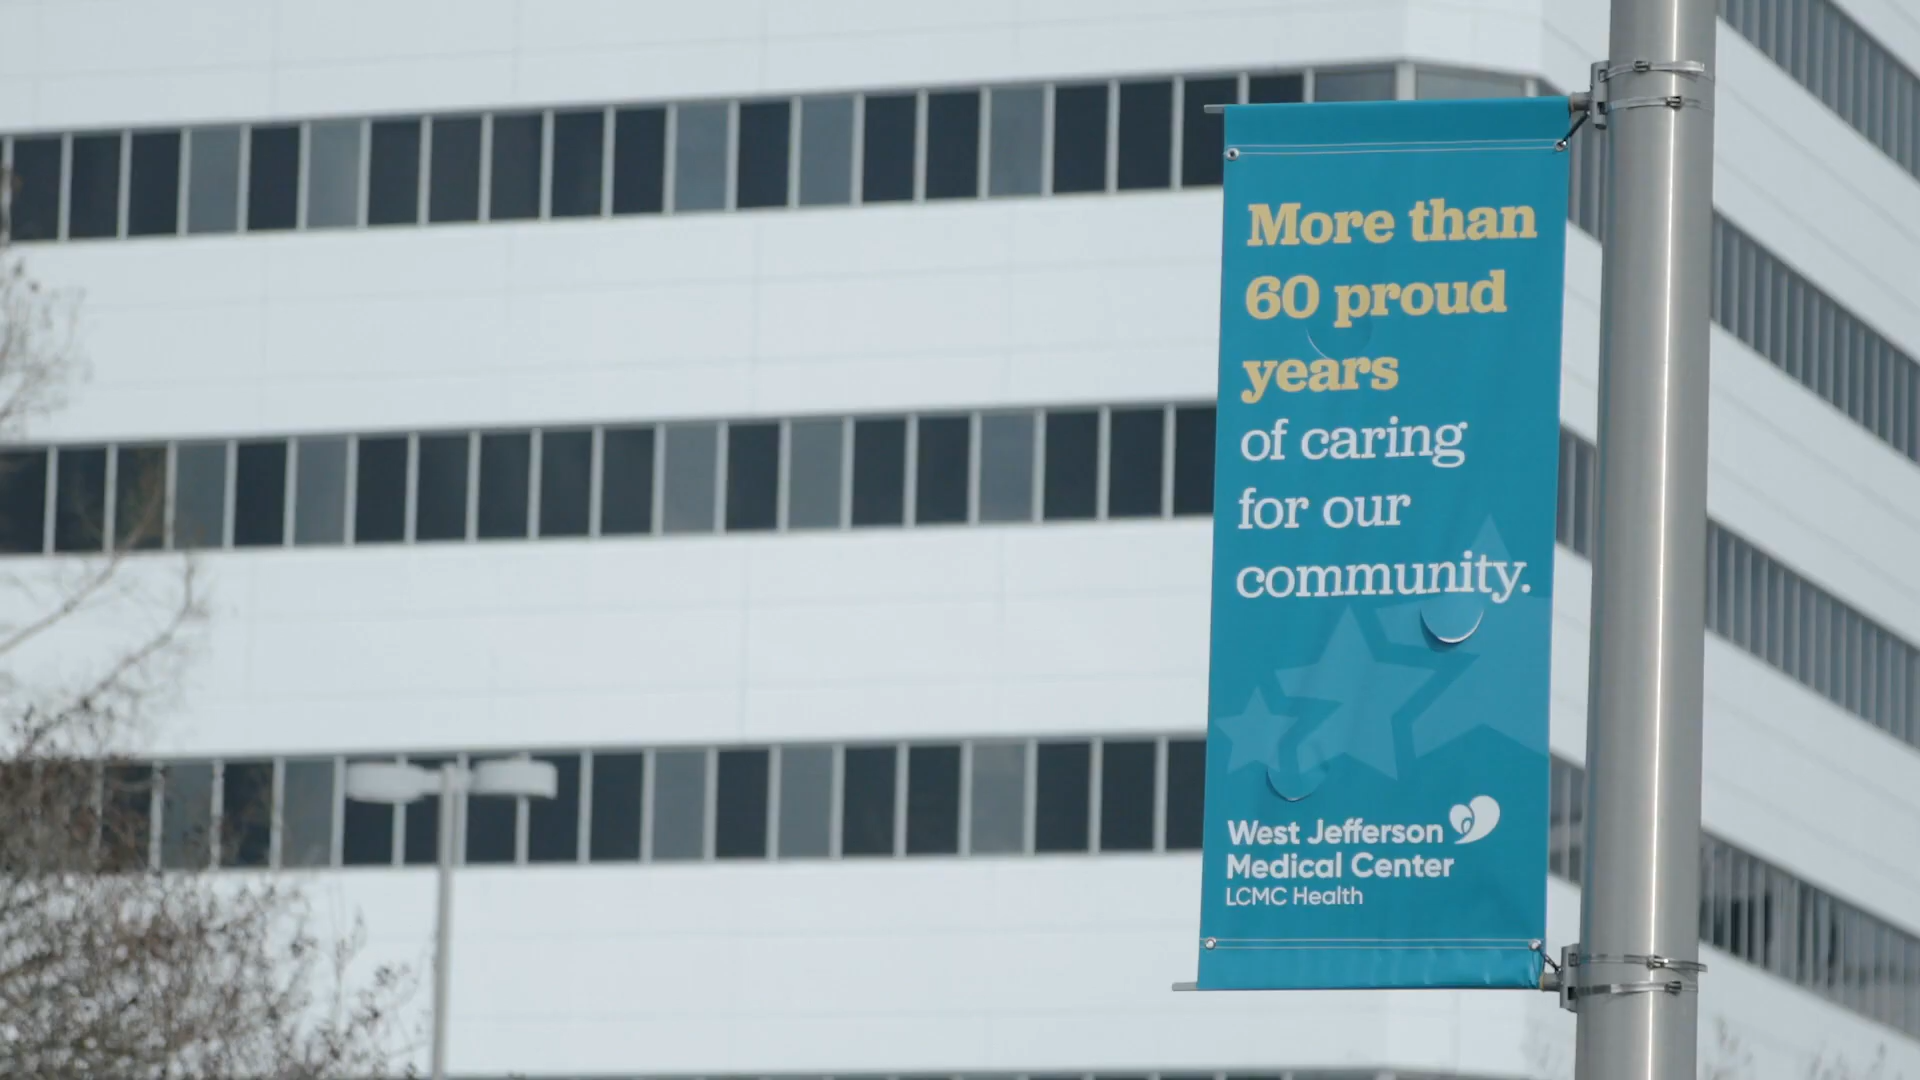 More than
60 proud
years
of caring
for our
community.
West Jefferson
Medical Center
LCMC Health